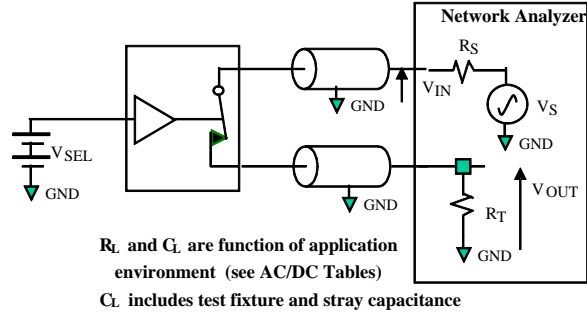 Network Analyzer
RS
GND
VIN
VS
GND
VSEL
GND
GND
RT
VOUT
GND
RL and CL are function of application
environment (see AC/DC Tables)
CL includes test fixture and stray capacitance